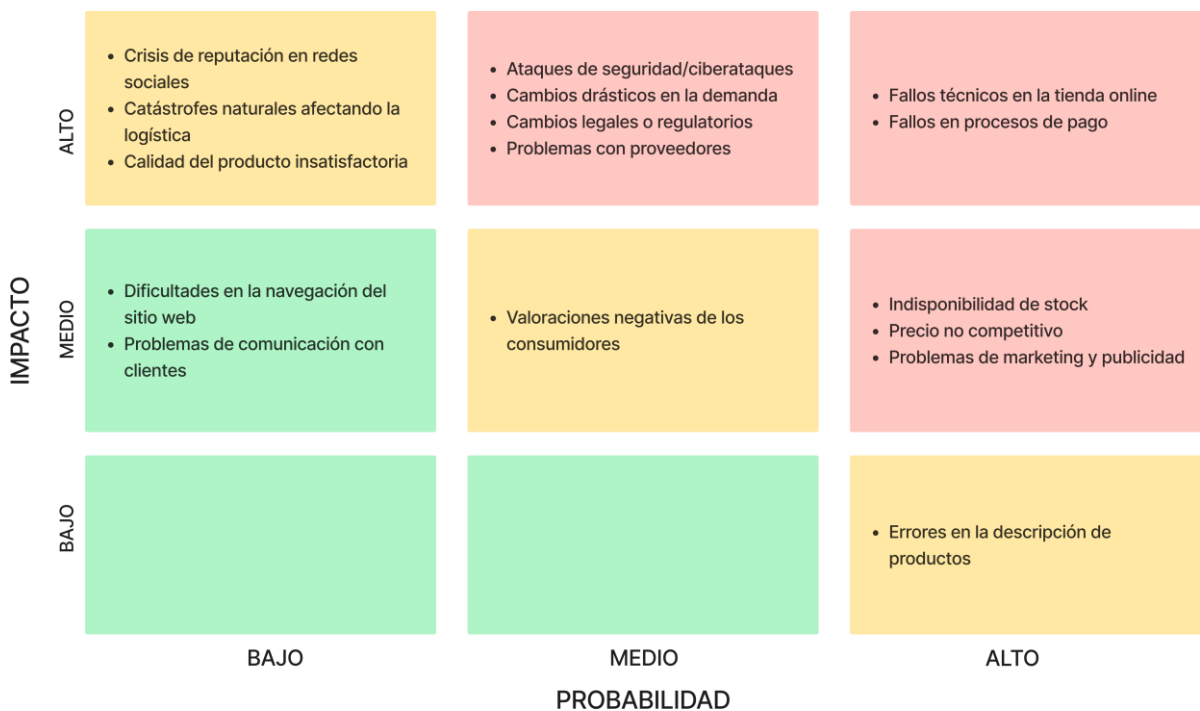 • Crisis de reputación en redes
sociales
• Catástrofes naturales afectando la
logística
• Calidad del producto insatisfactoria
• Ataques de seguridad/ciberataques
• Cambios drásticos en la demanda
• Cambios legales o regulatorios
• Problemas con proveedores
• Fallos técnicos en la tienda online
• Fallos en procesos de pago
ALTO
• Dificultades en la navegación del
sitio web
• Problemas de comunicación con
clientes
• Valoraciones negativas de los
consumidores
• Indisponibilidad de stock
• Precio no competitivo
• Problemas de marketing y publicidad
MEDIO
IMPACTO
• Errores en la descripción de
productos
BAJO
BAJO
MEDIO
ALTO
PROBABILIDAD